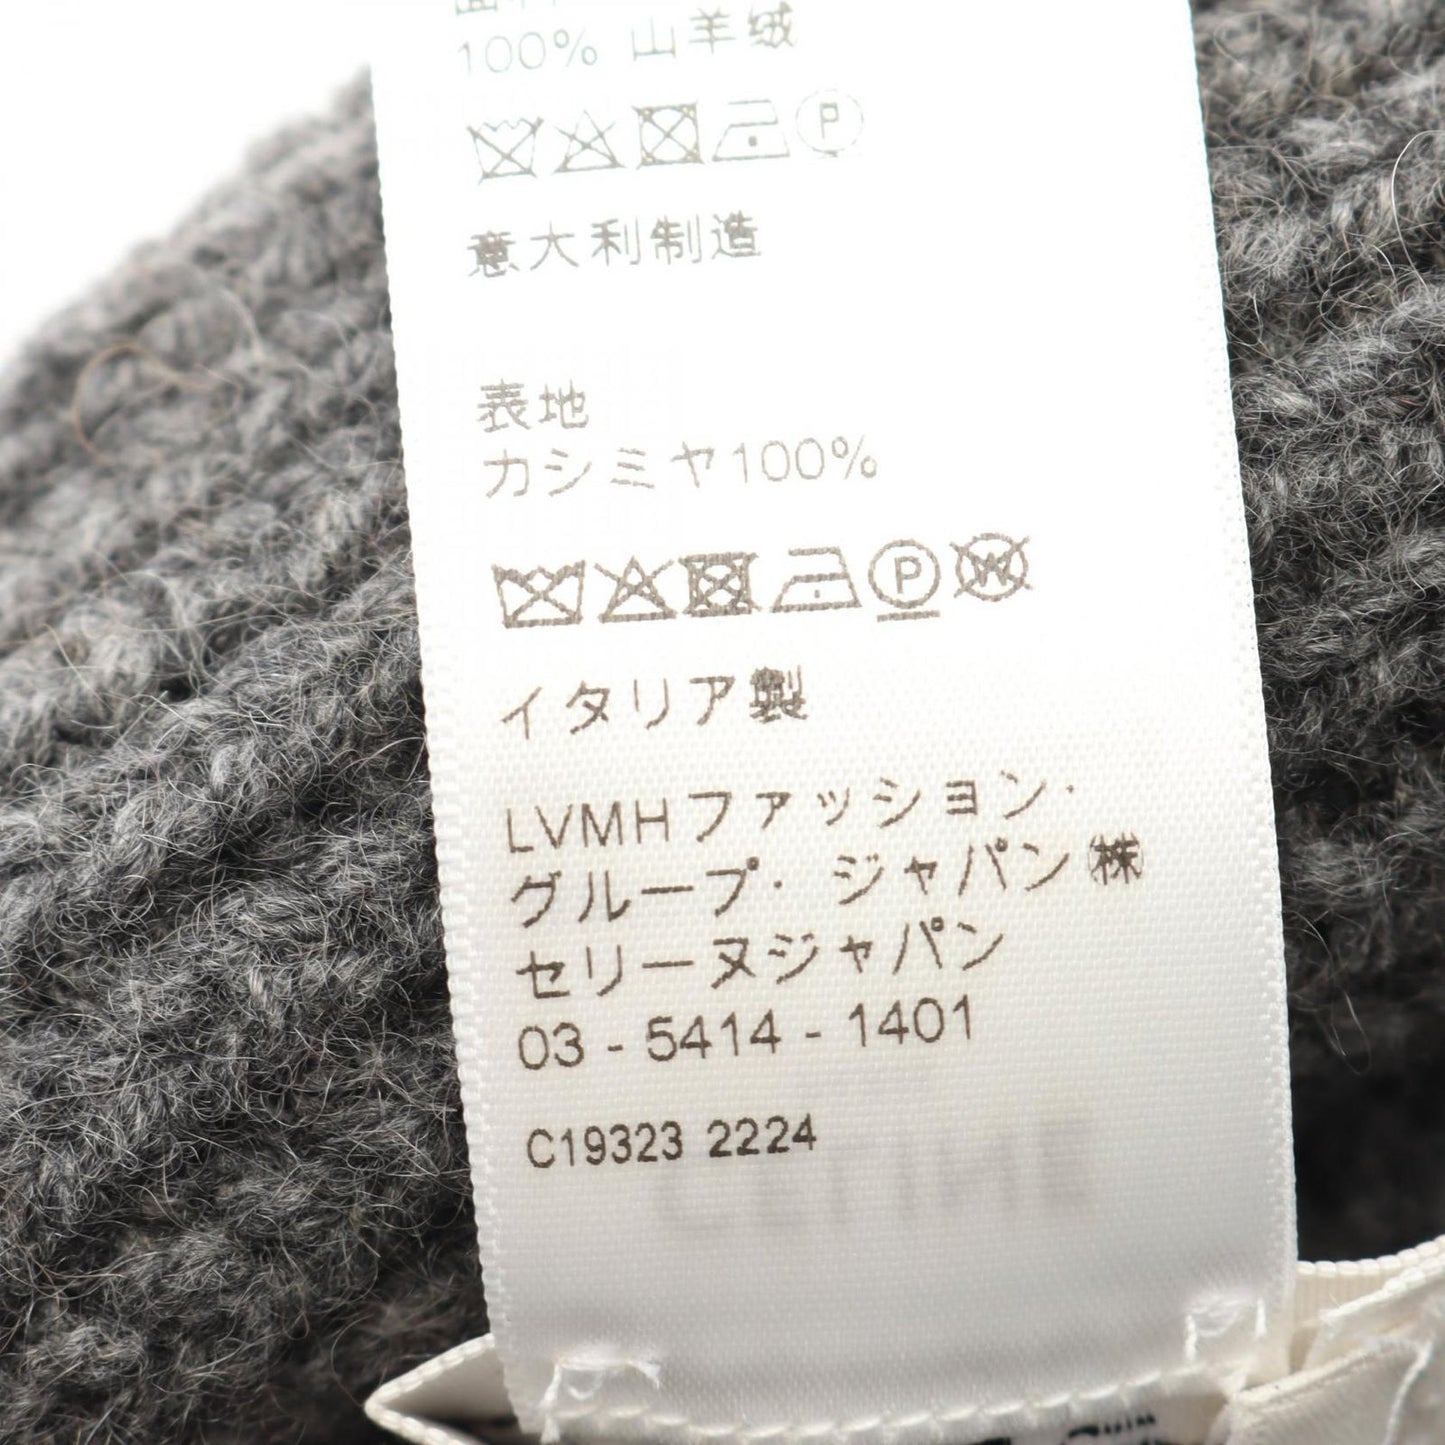 面料
100% 山羊绒
P
意大利制造
表地
カシミヤ100%
P W
イタリア製
LVMHファッション・
グループ・ジャパン㈱
セリーヌジャパン
03 - 5414 - 1401
C19323 2224